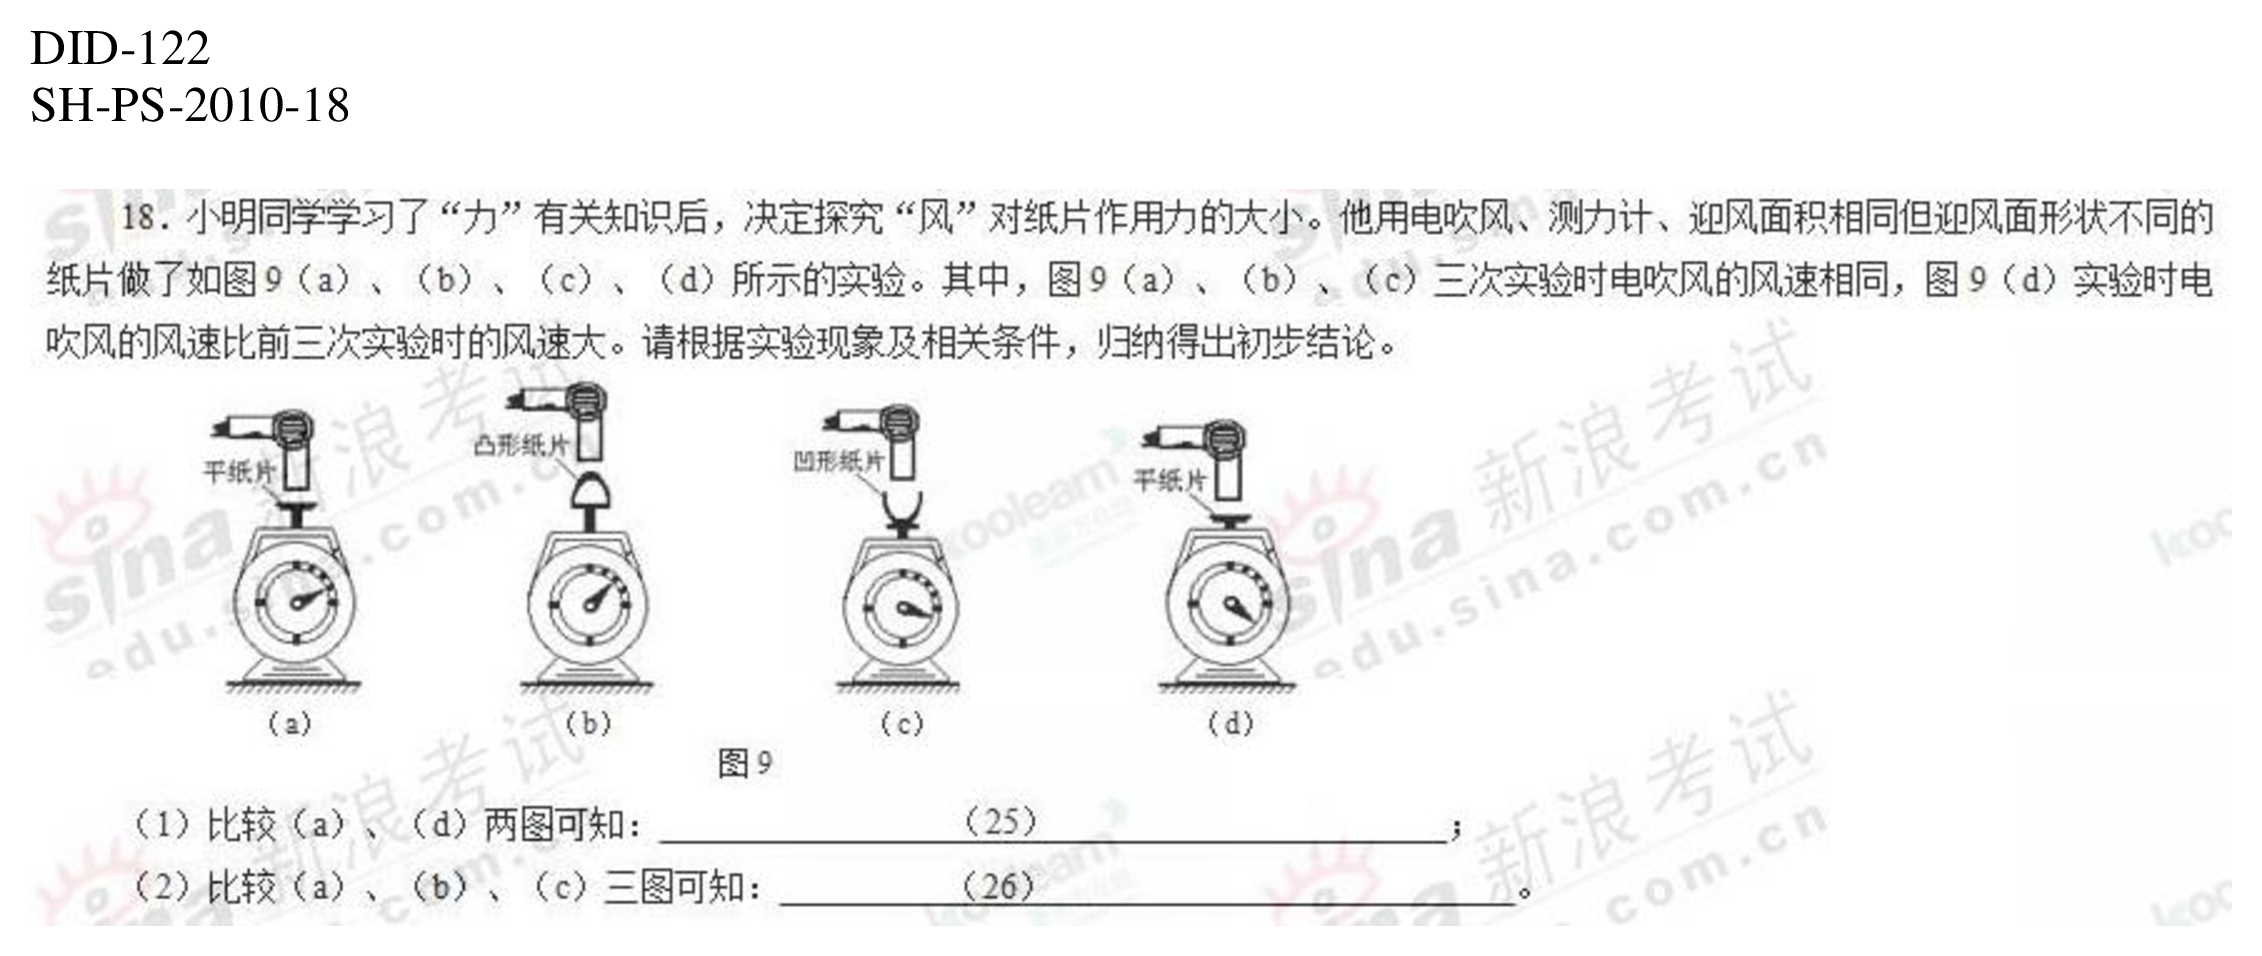 DID-122
SH-PS-2010-18
18．小明同学学习了“力”有关知识后，决定探究“风”对纸片作用力的大小。他用电吹风、测力计、迎风面积相同但迎风面形状不同的
纸片做了如图 9（a）、（b）、（c）、（d）所示的实验。其中，图 9（a）、（b）、（c）三次实验时电吹风的风速相同，图 9（d）实验时电
吹风的风速比前三次实验时的风速大。请根据实验现象及相关条件，归纳得出初步结论。
平纸片 凸形纸片 凹形纸片 平纸片
（a） （b） （c） （d）
图 9
（1）比较（a）、（d）两图可知：（25）；
（2）比较（a）、（b）、（c）三图可知：（26）。
sina 新浪考试
edu.sina.com.cn
koolearn